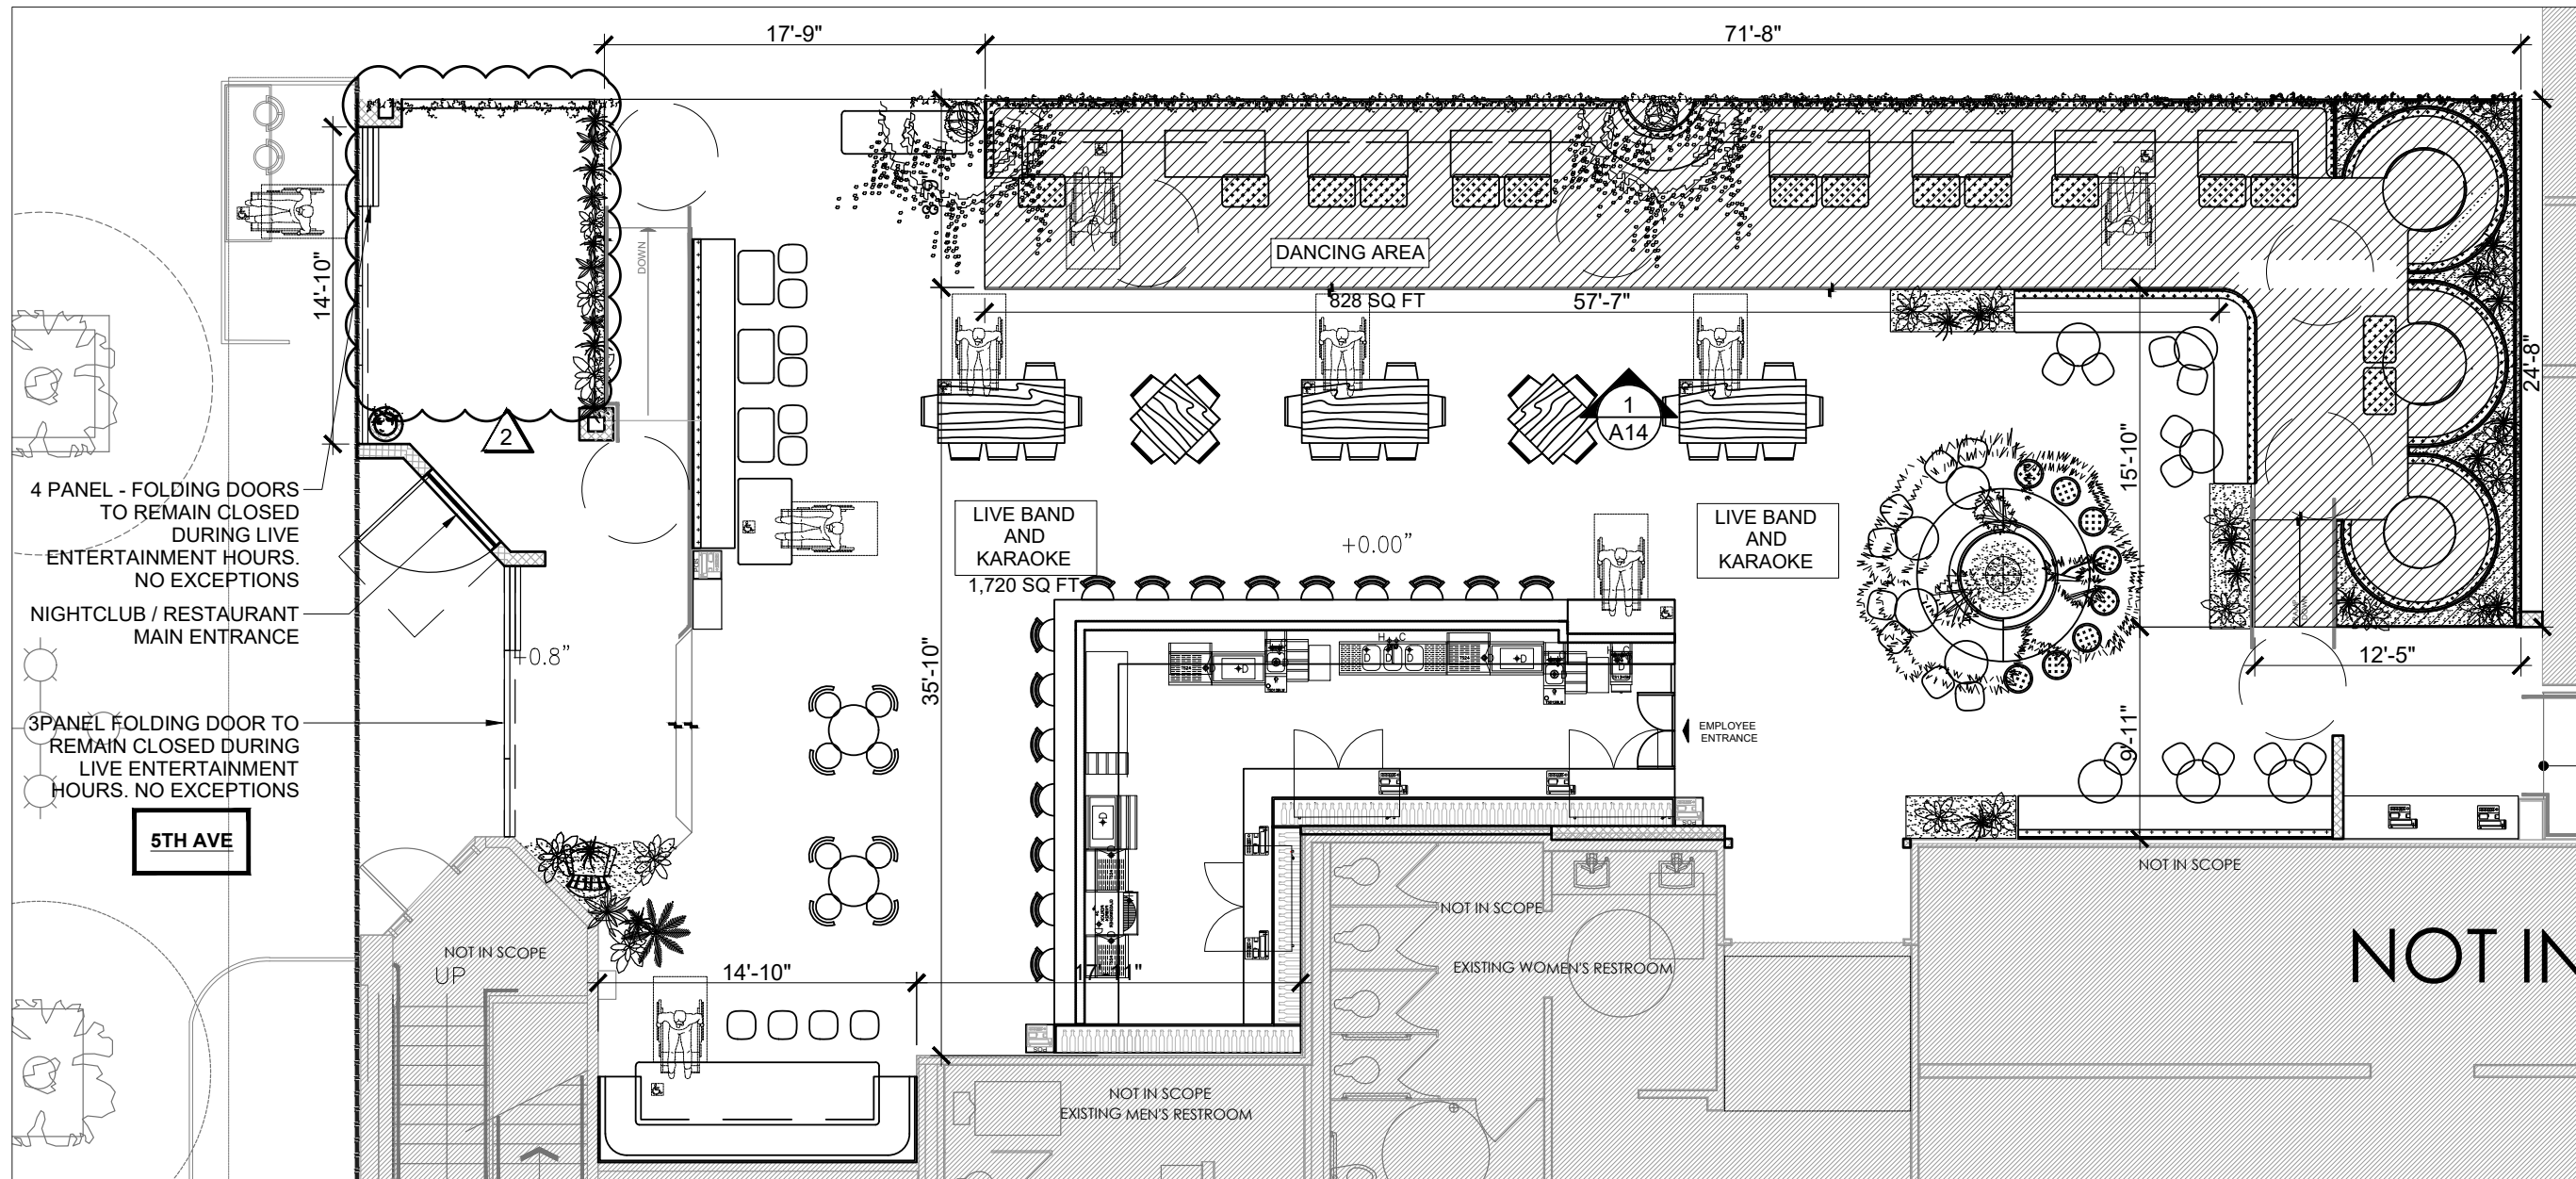 17'-9"
71'-8"
14'-10"
DOWN
DANCING AREA
828 SQ FT
57'-7"
24'-8"
2
1
A14
4 PANEL - FOLDING DOORS
TO REMAIN CLOSED
DURING LIVE
ENTERTAINMENT HOURS.
NO EXCEPTIONS
NIGHTCLUB / RESTAURANT
MAIN ENTRANCE
3PANEL FOLDING DOOR TO
REMAIN CLOSED DURING
LIVE ENTERTAINMENT
HOURS. NO EXCEPTIONS
5TH AVE
+0.8"
POS
LIVE BAND
AND
KARAOKE
1,720 SQ FT
+0.00"
LIVE BAND
AND
KARAOKE
15'-10"
35'-10"
H C
D D D
EMPLOYEE
ENTRANCE
12'-5"
9'-11"
POS
NOT IN SCOPE
NOT IN SCOPE
UP
NOT IN SCOPE
EXISTING WOMEN'S RESTROOM
NOT IN
14'-10"
POS
NOT IN SCOPE
EXISTING MEN'S RESTROOM